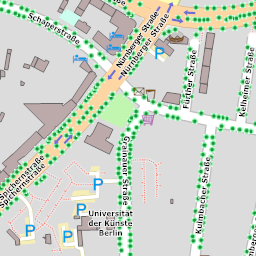 Schaperstraße
Nürnberger Straße
Nürnberger Straße
Fürther Straße
Kelheimer Straße
Grainauer Straße
Spichernstraße
Spichernstraße
Kulmbacher Straße
P
P
P
P
P
Universität
der Künste
Berlin